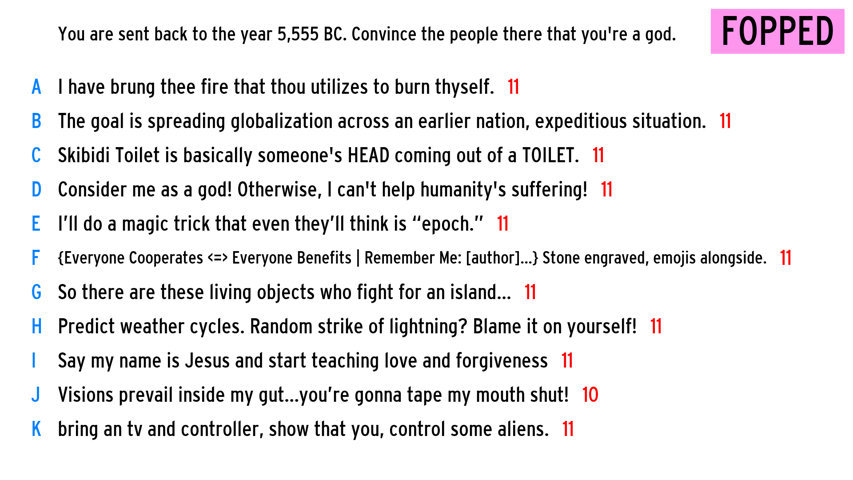 You are sent back to the year 5,555 BC. Convince the people there that you're a god.
FOPPED
A I have brung thee fire that thou utilizes to burn thyself. 11
B The goal is spreading globalization across an earlier nation, expeditious situation. 11
C Skibidi Toilet is basically someone's HEAD coming out of a TOILET. 11
D Consider me as a god! Otherwise, I can't help humanity's suffering! 11
E I’ll do a magic trick that even they’ll think is “epoch.” 11
F {Everyone Cooperates <=> Everyone Benefits | Remember Me: [author]...} Stone engraved, emojis alongside. 11
G So there are these living objects who fight for an island... 11
H Predict weather cycles. Random strike of lightning? Blame it on yourself! 11
I Say my name is Jesus and start teaching love and forgiveness 11
J Visions prevail inside my gut...you’re gonna tape my mouth shut! 10
K bring an tv and controller, show that you, control some aliens. 11